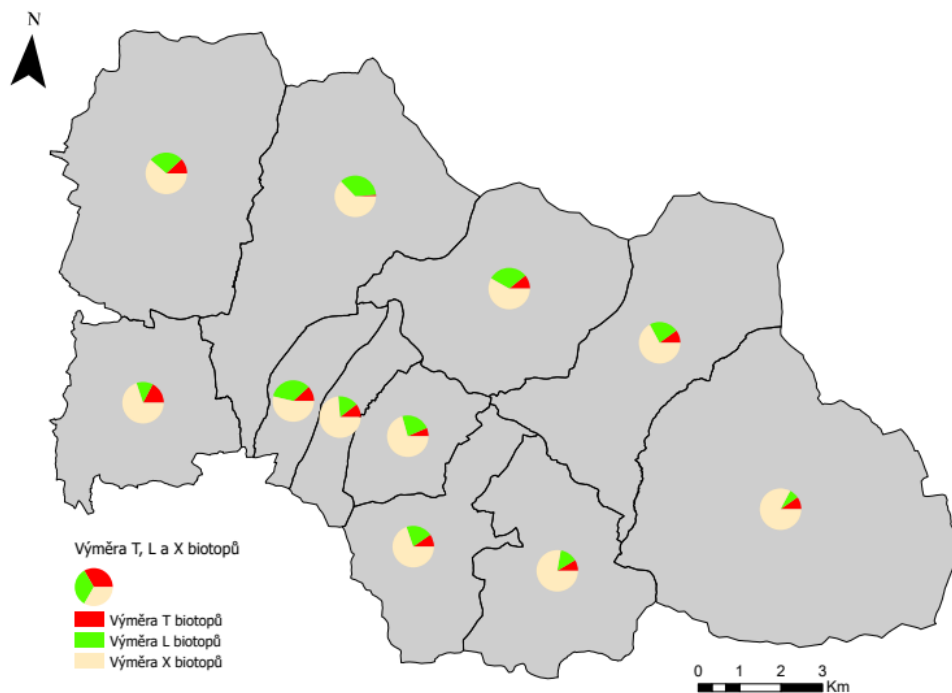 N
Výměra T, L a X biotopů
Výměra T biotopů
Výměra L biotopů
Výměra X biotopů
0 1 2 3
Km